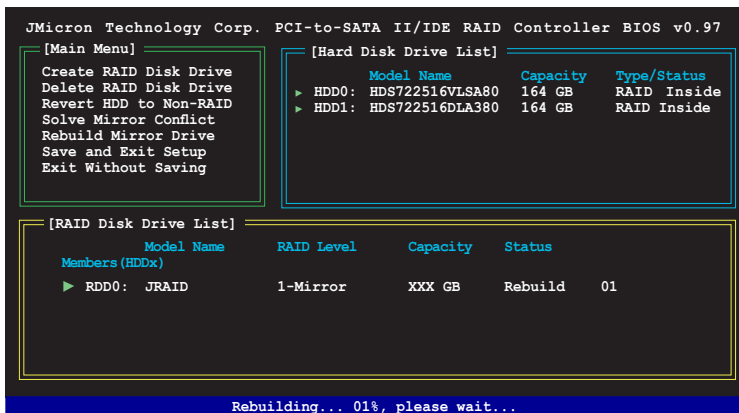 JMicron Technology Corp. PCI-to-SATA II/IDE RAID Controller BIOS v0.97
[Main Menu]
Create RAID Disk Drive
Delete RAID Disk Drive
Revert HDD to Non-RAID
Solve Mirror Conflict
Rebuild Mirror Drive
Save and Exit Setup
Exit Without Saving
[Hard Disk Drive List]
Model Name Capacity Type/Status
HDD0: HDS722516VLSA80 164 GB RAID Inside
HDD1: HDS722516DLA380 164 GB RAID Inside
[RAID Disk Drive List]
Model Name RAID Level Capacity Status
Members(HDDx)
RDD0: JRAID 1-Mirror XXX GB Rebuild 01
Rebuilding... 01%, please wait...